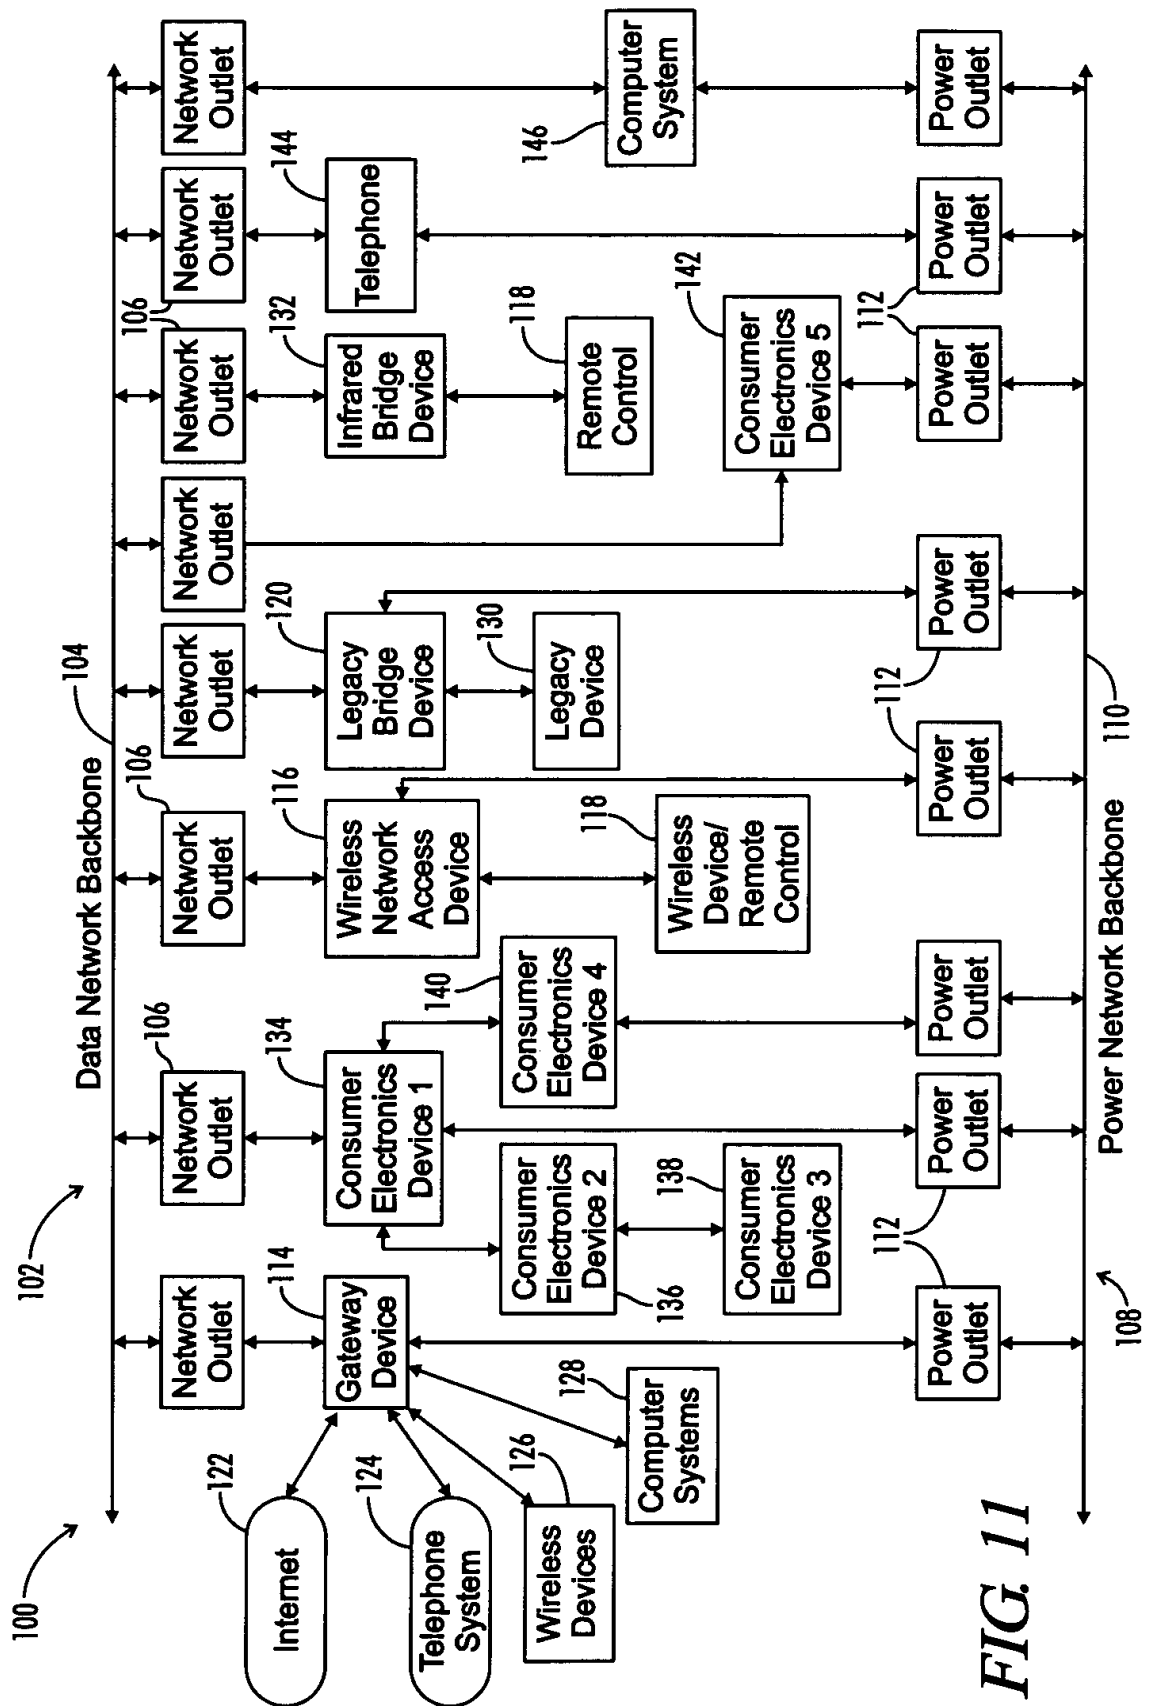 100
102
Data Network Backbone
104
Network
Outlet
Network
Outlet
106
Network
Outlet
106
Network
Outlet
Network
Outlet
Network
Outlet
106
Network
Outlet
Network
Outlet
Internet
122
Telephone
System
124
Wireless
Devices
126
Computer
Systems
128
Gateway
Device
114
Consumer
Electronics
Device 1
134
Consumer
Electronics
Device 2
136
Consumer
Electronics
Device 3
138
Consumer
Electronics
Device 4
140
Wireless
Network
Access
Device
116
Wireless
Device/
Remote
Control
118
Legacy
Bridge
Device
120
Legacy
Device
130
Infrared
Bridge
Device
132
Remote
Control
118
Consumer
Electronics
Device 5
142
Telephone
144
Computer
System
146
Power
Outlet
112
Power
Outlet
Power
Outlet
Power
Outlet
112
Power
Outlet
112
Power
Outlet
112
Power
Outlet
Power
Outlet
108
Power Network Backbone
110
FIG. 11